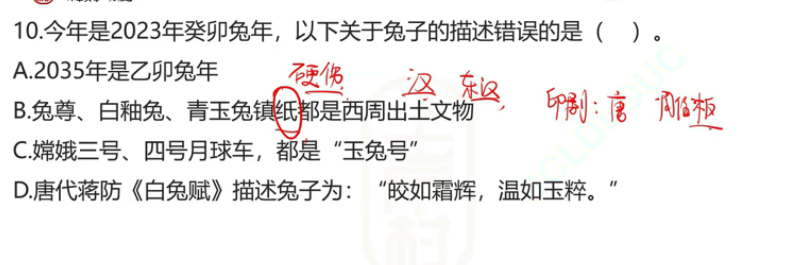 10.今年是2023年癸卯兔年，以下关于兔子的描述错误的是（ ）。
A.2035年是乙卯兔年
硬伤 汉 东汉，
B.兔尊、白釉兔、青玉兔镇纸都是西周出土文物
印刷：唐 雕版
C.嫦娥三号、四号月球车，都是“玉兔号”
D.唐代蒋防《白兔赋》描述兔子为：“皎如霜辉，温如玉粹。”